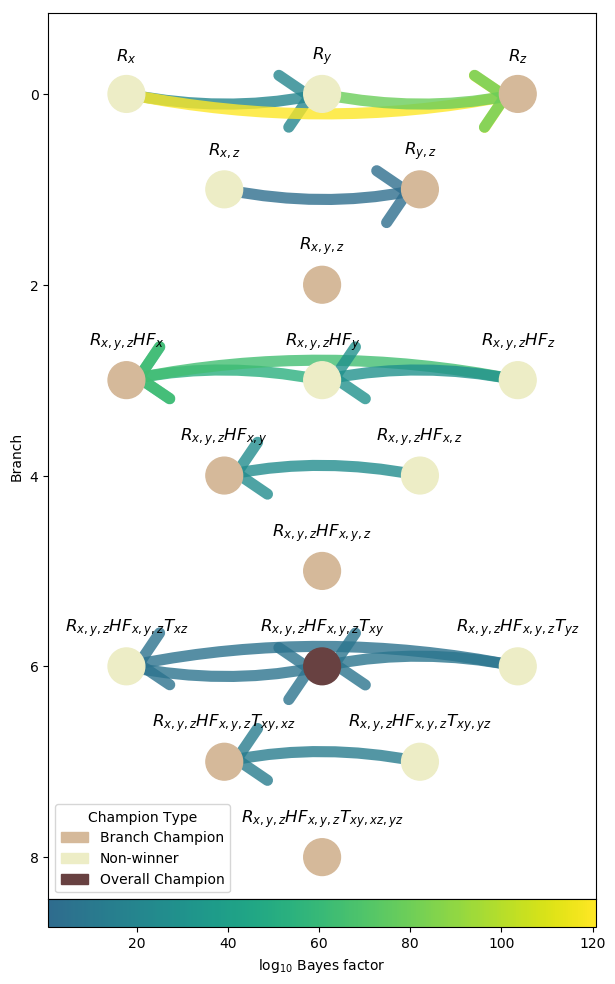 R_x R_y R_z
0
R_{x,z} R_{y,z}
R_{x,y,z}
2
R_{x,y,z}HF_x R_{x,y,z}HF_y R_{x,y,z}HF_z
R_{x,y,z}HF_{x,y} R_{x,y,z}HF_{x,z}
Branch
4
R_{x,y,z}HF_{x,y,z}
R_{x,y,z}HF_{x,y,z}T_{xz} R_{x,y,z}HF_{x,y,z}T_{xy} R_{x,y,z}HF_{x,y,z}T_{yz}
6
R_{x,y,z}HF_{x,y,z}T_{xy,xz} R_{x,y,z}HF_{x,y,z}T_{xy,yz}
R_{x,y,z}HF_{x,y,z}T_{xy,xz,yz}
Champion Type
Branch Champion
Non-winner
8
Overall Champion
20 40 60 80 100 120
log_{10} Bayes factor